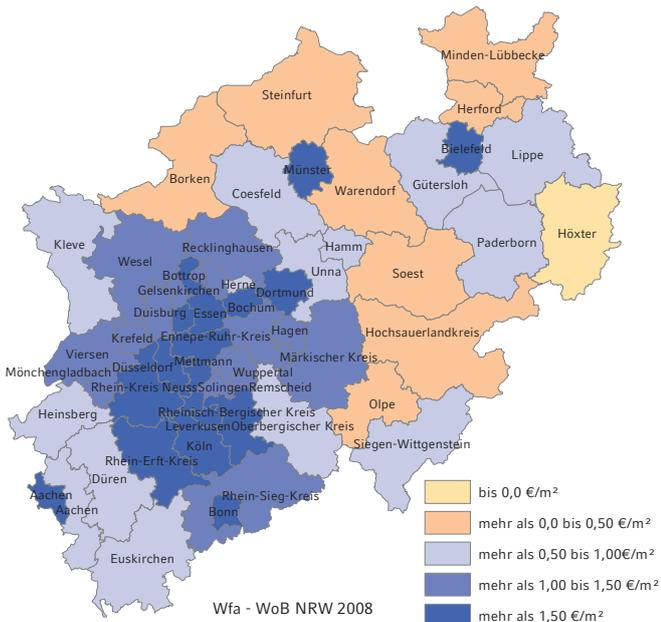 Minden-Lübbecke
Steinfurt
Herford
Bielefeld
Lippe
Münster
Borken
Warendorf
Gütersloh
Coesfeld
Höxter
Kleve
Recklinghausen
Hamm
Paderborn
Wesel
Unna
Soest
Bottrop
Gelsenkirchen
Herne
Dortmund
Bochum
Duisburg
Essen
Hagen
Hochsauerlandkreis
Krefeld
Ennepe-Ruhr-Kreis
Viersen
Märkischer Kreis
Mettmann
Mönchengladbach
Düsseldorf
Wuppertal
Rhein-Kreis Neuss
Solingen
Remscheid
Olpe
Heinsberg
Rheinisch-Bergischer Kreis
Leverkusen
Oberbergischer Kreis
Siegen-Wittgenstein
Köln
Rhein-Erft-Kreis
Düren
Aachen
Aachen
Rhein-Sieg-Kreis
Bonn
Euskirchen
bis 0,0 €/m²
mehr als 0,0 bis 0,50 €/m²
mehr als 0,50 bis 1,00€/m²
mehr als 1,00 bis 1,50 €/m²
mehr als 1,50 €/m²
Wfa - WoB NRW 2008